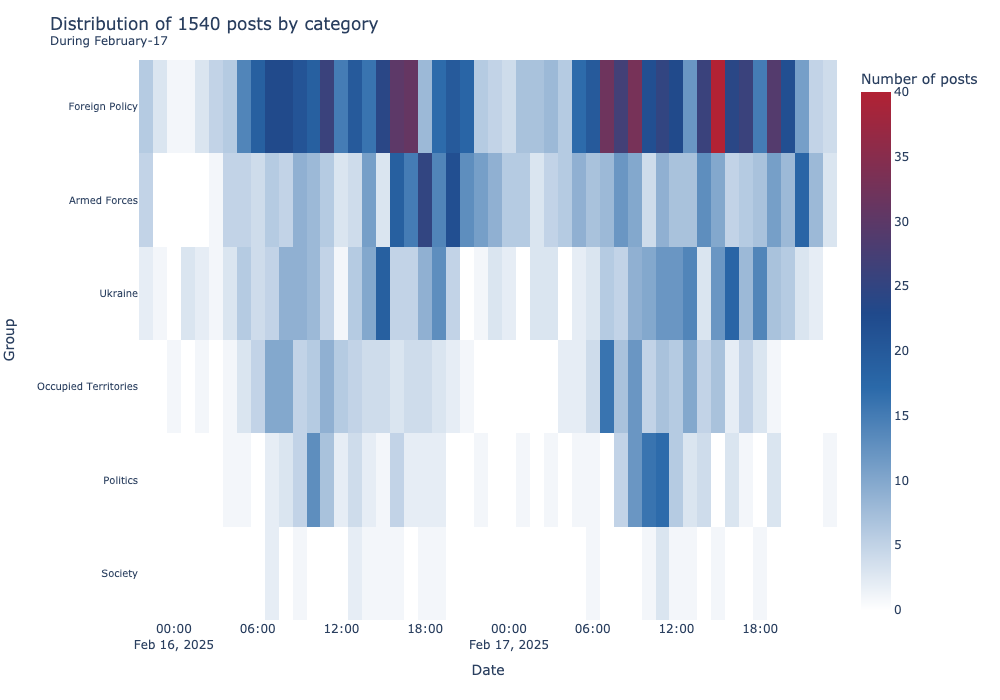 Distribution of 1540 posts by category
During February-17
Number of posts
40
35
30
25
20
15
10
5
0
Group
Foreign Policy
Armed Forces
Ukraine
Occupied Territories
Politics
Society
00:00 06:00 12:00 18:00 00:00 06:00 12:00 18:00
Feb 16, 2025 Feb 17, 2025
Date